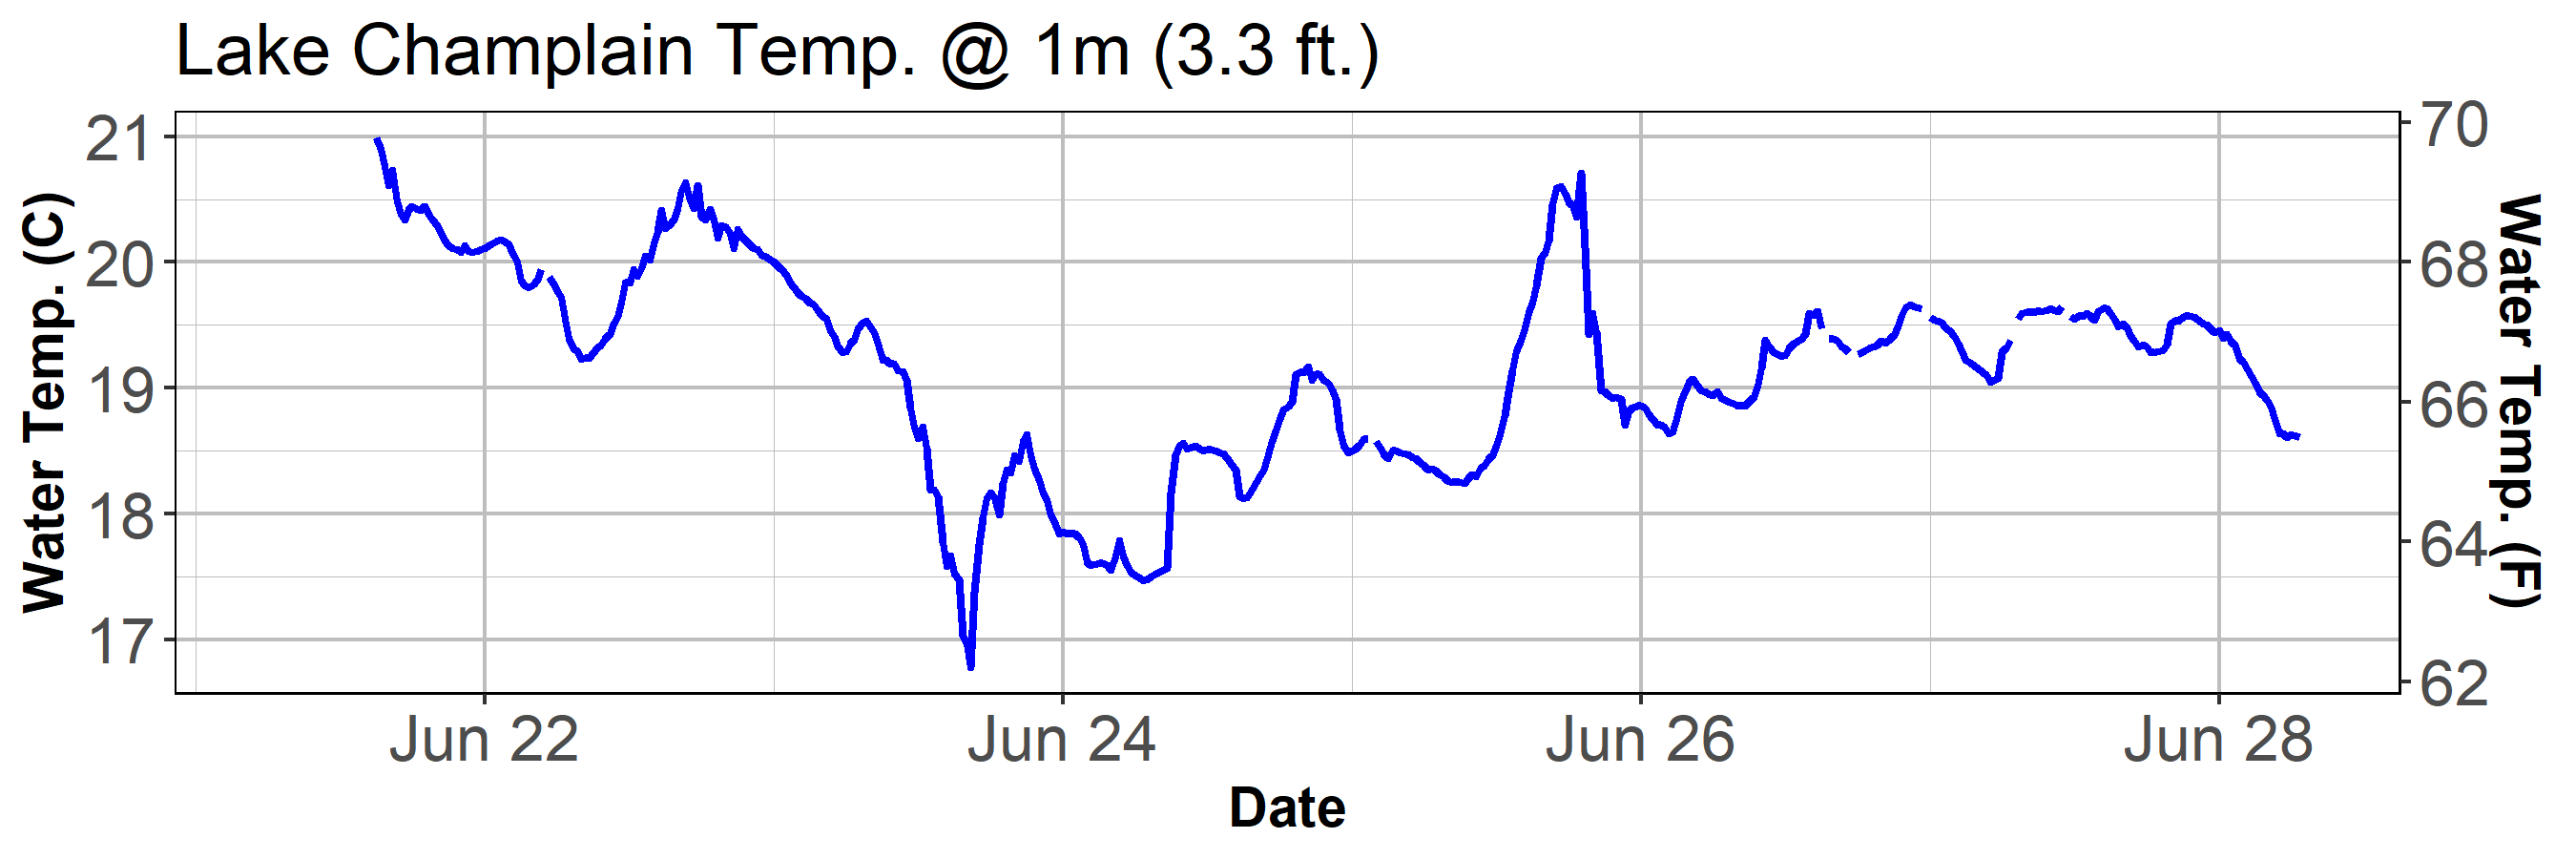 Lake Champlain Temp. @ 1m (3.3 ft.)
21
20
19
18
17
Water Temp. (C)
70
68
66
64
62
Water Temp. (F)
Jun 22
Jun 24
Jun 26
Jun 28
Date